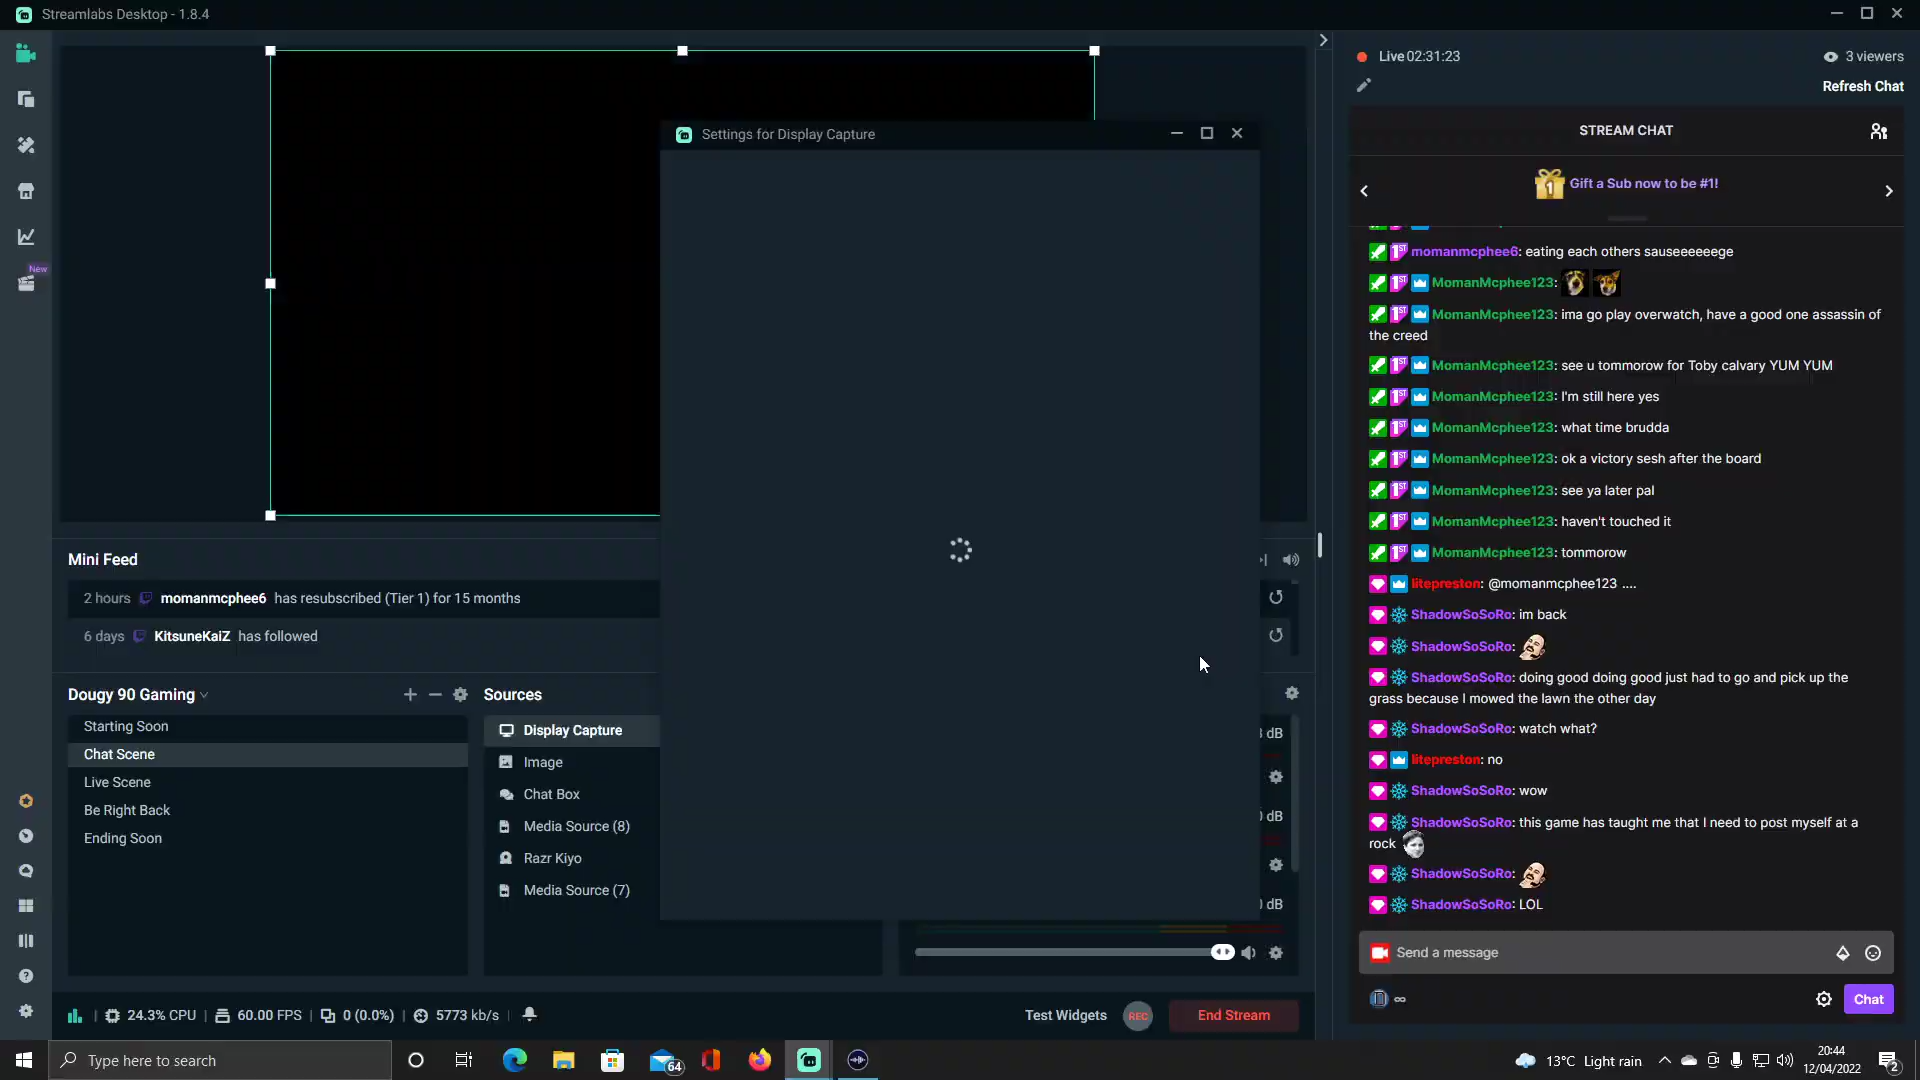 Streamlabs Desktop - 1.8.4
Live 02:31:23
3 viewers
Refresh Chat
Settings for Display Capture
STREAM CHAT
1
Gift a Sub now to be #1!
New
momanmcphee6: eating each others sauseeeeeege
MomanMcphee123:
MomanMcphee123: ima go play overwatch, have a good one assassin of
the creed
MomanMcphee123: see u tommorow for Toby calvary YUM YUM
MomanMcphee123: I'm still here yes
MomanMcphee123: what time brudda
MomanMcphee123: ok a victory sesh after the board
MomanMcphee123: see ya later pal
MomanMcphee123: haven't touched it
MomanMcphee123: tommorow
litepreston: @momanmcphee123 ....
ShadowSoSoRo: im back
ShadowSoSoRo:
ShadowSoSoRo: doing good doing good just had to go and pick up the
grass because I mowed the lawn the other day
ShadowSoSoRo: watch what?
litepreston: no
ShadowSoSoRo: wow
ShadowSoSoRo: this game has taught me that I need to post myself at a
rock
ShadowSoSoRo:
ShadowSoSoRo: LOL
Send a message
∞
Chat
Mini Feed
2 hours momanmcphee6 has resubscribed (Tier 1) for 15 months
6 days KitsuneKaiZ has followed
Dougy 90 Gaming
Starting Soon
Chat Scene
Live Scene
Be Right Back
Ending Soon
Sources
Display Capture
Image
Chat Box
Media Source (8)
Razr Kiyo
Media Source (7)
dB
dB
dB
24.3% CPU
60.00 FPS
0 (0.0%)
5773 kb/s
Test Widgets
REC
End Stream
Type here to search
64
13°C Light rain
20:44
12/04/2022
2